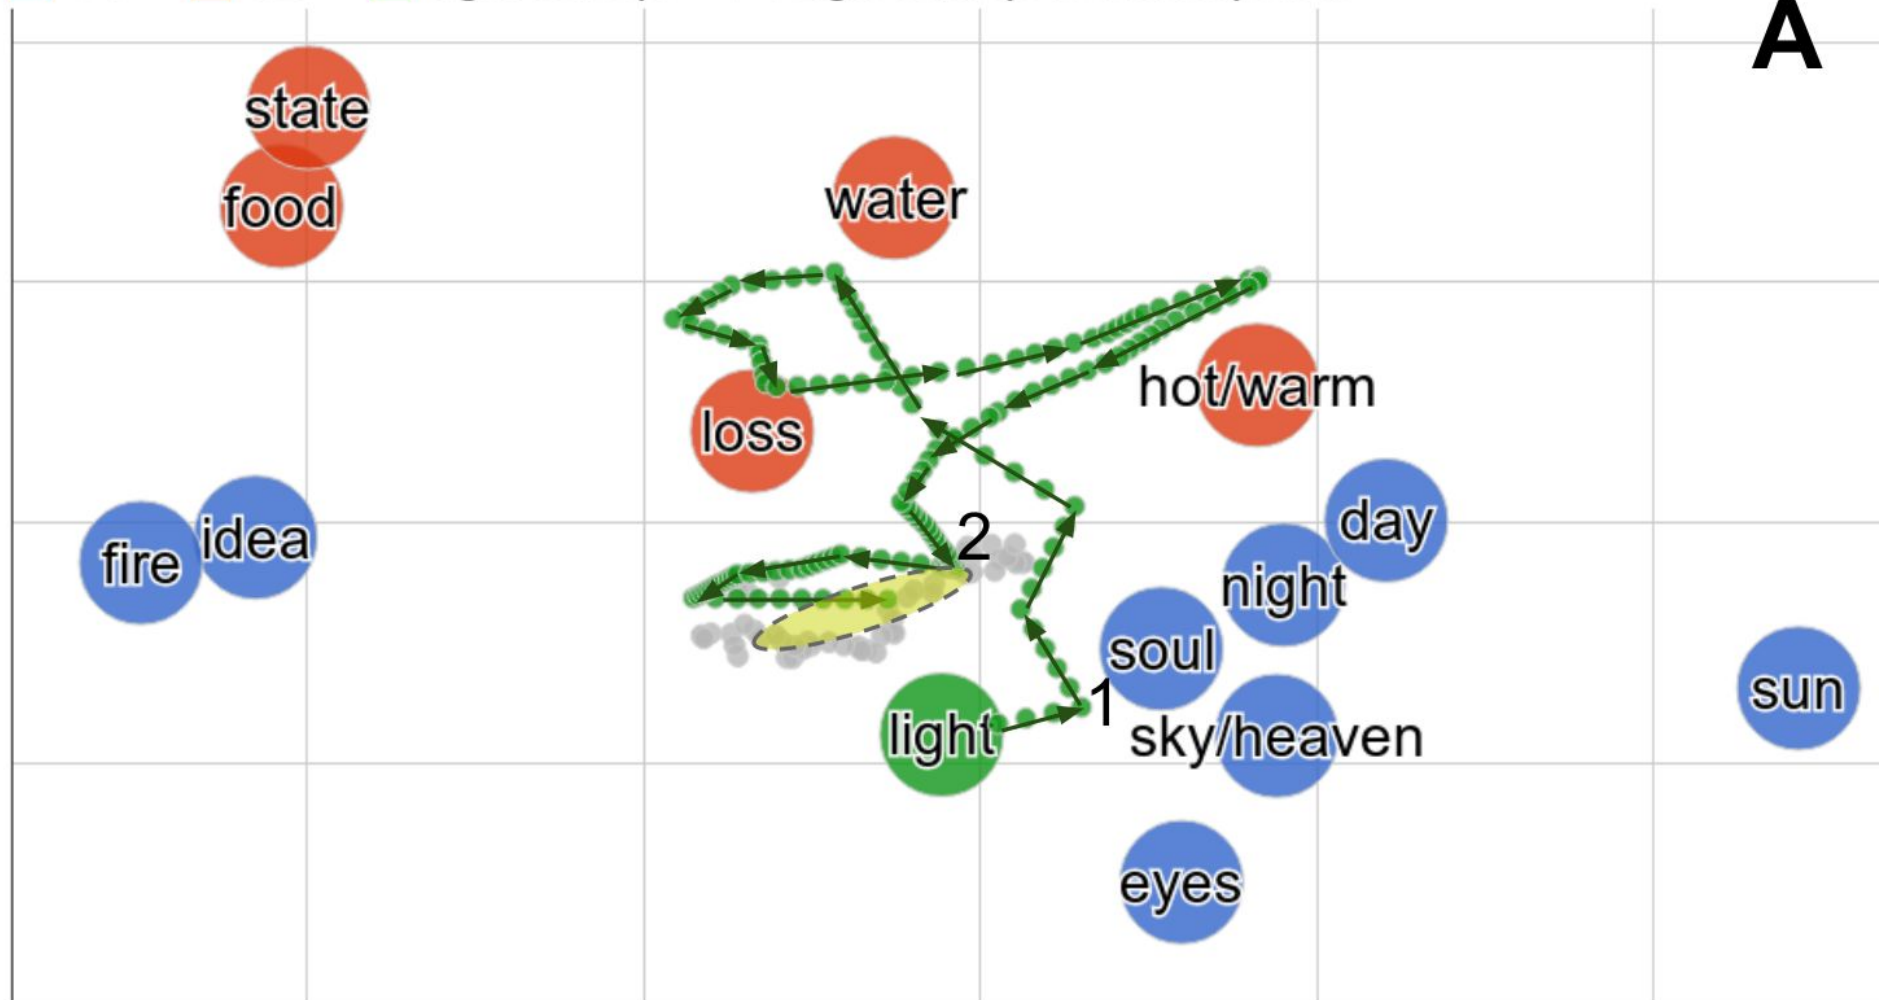 A
state
food
water
hot/warm
loss
day
2
idea
fire
night
soul
1
sun
light
sky/heaven
eyes